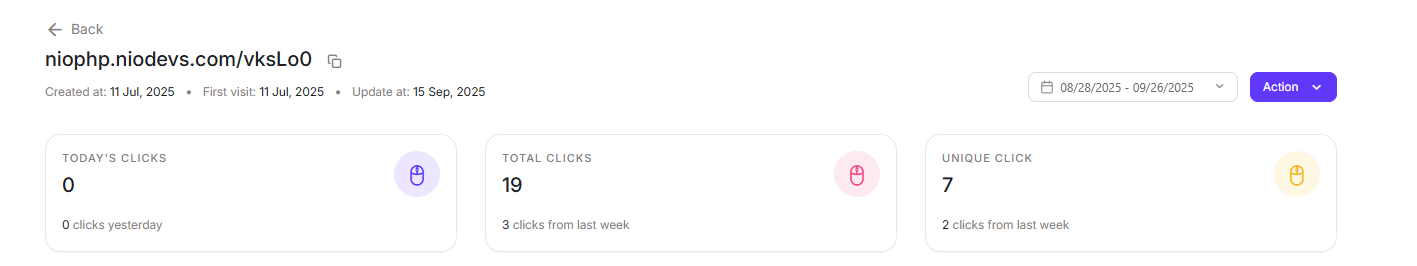 Back
niophp.niodevs.com/vksLo0
Created at: 11 Jul, 2025 • First visit: 11 Jul, 2025 • Update at: 15 Sep, 2025
08/28/2025 - 09/26/2025
Action
TODAY'S CLICKS
0
0 clicks yesterday
TOTAL CLICKS
19
3 clicks from last week
UNIQUE CLICK
7
2 clicks from last week